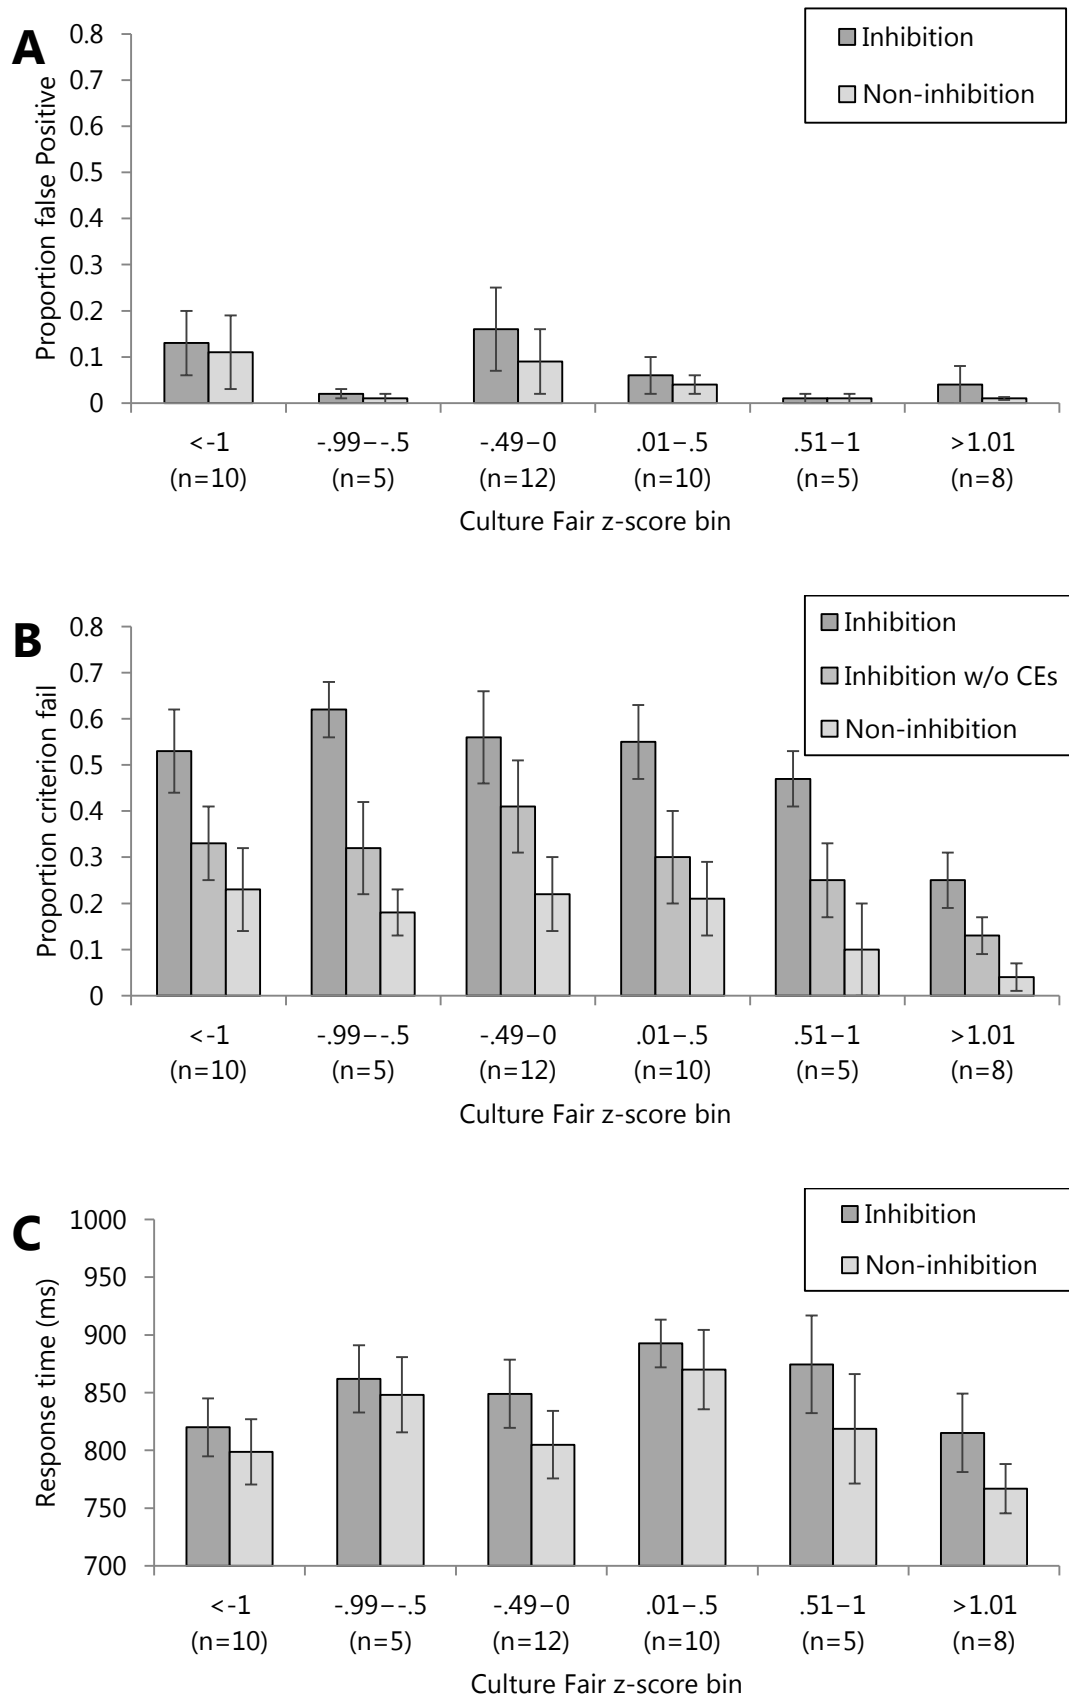 A
Inhibition
Non-inhibition
Proportion false Positive
0.8
0.7
0.6
0.5
0.4
0.3
0.2
0.1
0
<-1 -.99–-.5 -.49–0 .01–.5 .51–1 >1.01
(n=10) (n=5) (n=12) (n=10) (n=5) (n=8)
Culture Fair z-score bin
B
Inhibition
Inhibition w/o CEs
Non-inhibition
Proportion criterion fail
0.8
0.7
0.6
0.5
0.4
0.3
0.2
0.1
0
<-1 -.99–-.5 -.49–0 .01–.5 .51–1 >1.01
(n=10) (n=5) (n=12) (n=10) (n=5) (n=8)
Culture Fair z-score bin
C
Inhibition
Non-inhibition
Response time (ms)
1000
950
900
850
800
750
700
<-1 -.99–-.5 -.49–0 .01–.5 .51–1 >1.01
(n=10) (n=5) (n=12) (n=10) (n=5) (n=8)
Culture Fair z-score bin